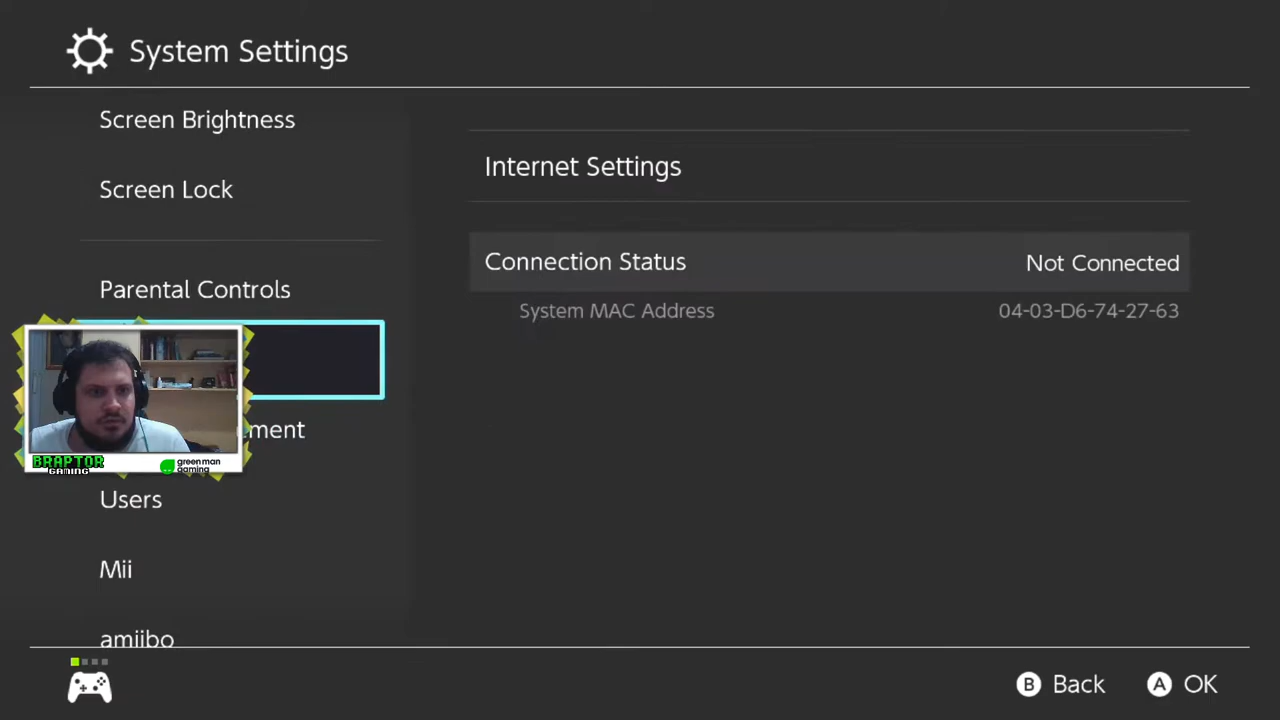 System Settings
Screen Brightness
Screen Lock
Parental Controls
ement
Users
Mii
amiibo
Internet Settings
Connection Status Not Connected
System MAC Address 04-03-D6-74-27-63
BRAPTOR
GAMING
green man
gaming
B Back A OK